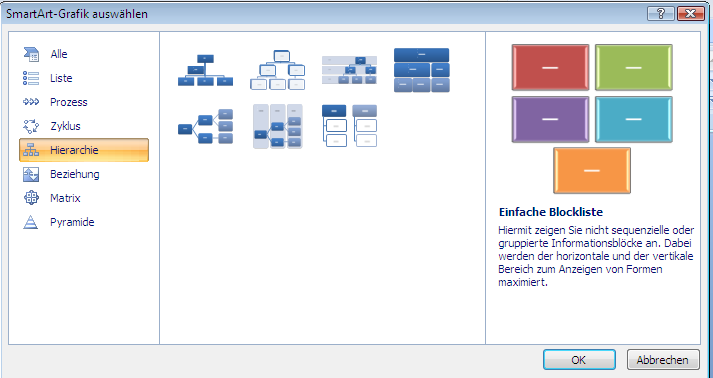 SmartArt-Grafik auswählen
Alle
Liste
Prozess
Zyklus
Hierarchie
Beziehung
Matrix
Pyramide
Einfache Blockliste
Hiermit zeigen Sie nicht sequenzielle oder
gruppierte Informationsblöcke an. Dabei
werden der horizontale und der vertikale
Bereich zum Anzeigen von Formen
maximiert.
OK
Abbrechen